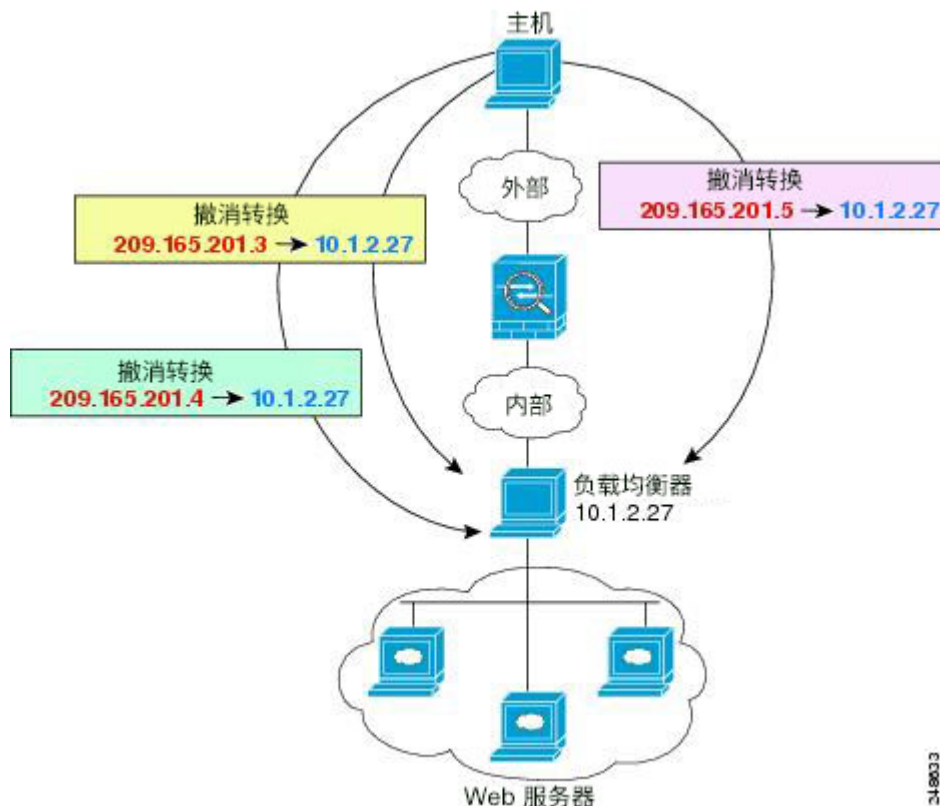 主机
外部
撤消转换
209.165.201.5 → 10.1.2.27
撤消转换
209.165.201.3 → 10.1.2.27
撤消转换
209.165.201.4 → 10.1.2.27
内部
负载均衡器
10.1.2.27
Web 服务器
248633